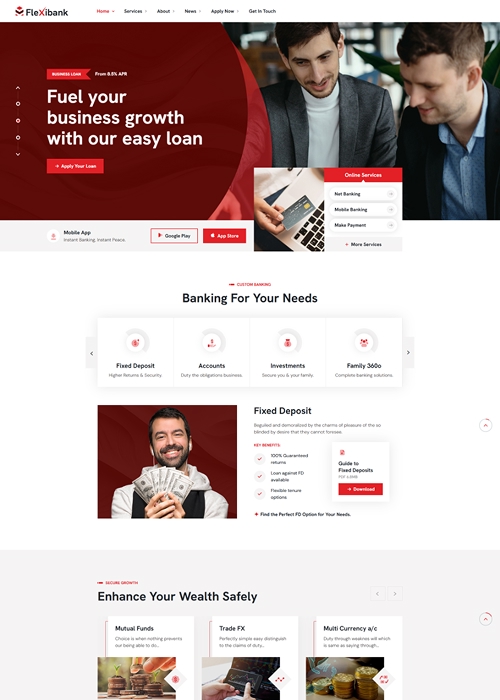 FleXibank
Home
Services
About
News
Apply Now
Get In Touch
BUSINESS LOAN
From 8.5% APR
Fuel your
business growth
with our easy loan
Apply Your Loan
Online Services
Net Banking
Mobile Banking
Make Payment
More Services
Mobile App
Instant Banking. Instant Peace.
Google Play
App Store
CUSTOM BANKING
Banking For Your Needs
Fixed Deposit
Higher Returns & Security.
Accounts
Duty the obligations business.
Investments
Secure you & your family.
Family 360o
Complete banking solutions.
Fixed Deposit
Beguiled and demoralized by the charms of pleasure of the so
blinded by desire that they cannot foresee.
KEY BENEFITS:
100% Guaranteed
returns
Loan against FD
available
Flexible tenure
options
Guide to
Fixed Deposits
Download
Find the Perfect FD Option for Your Needs.
SECURE GROWTH
Enhance Your Wealth Safely
Mutual Funds
Choice is when nothing prevents
our being able to do...
Trade FX
Perfectly simple easy distinguish
to the claims of duty...
Multi Currency a/c
Duty through weaknes will which
is same as saying through...